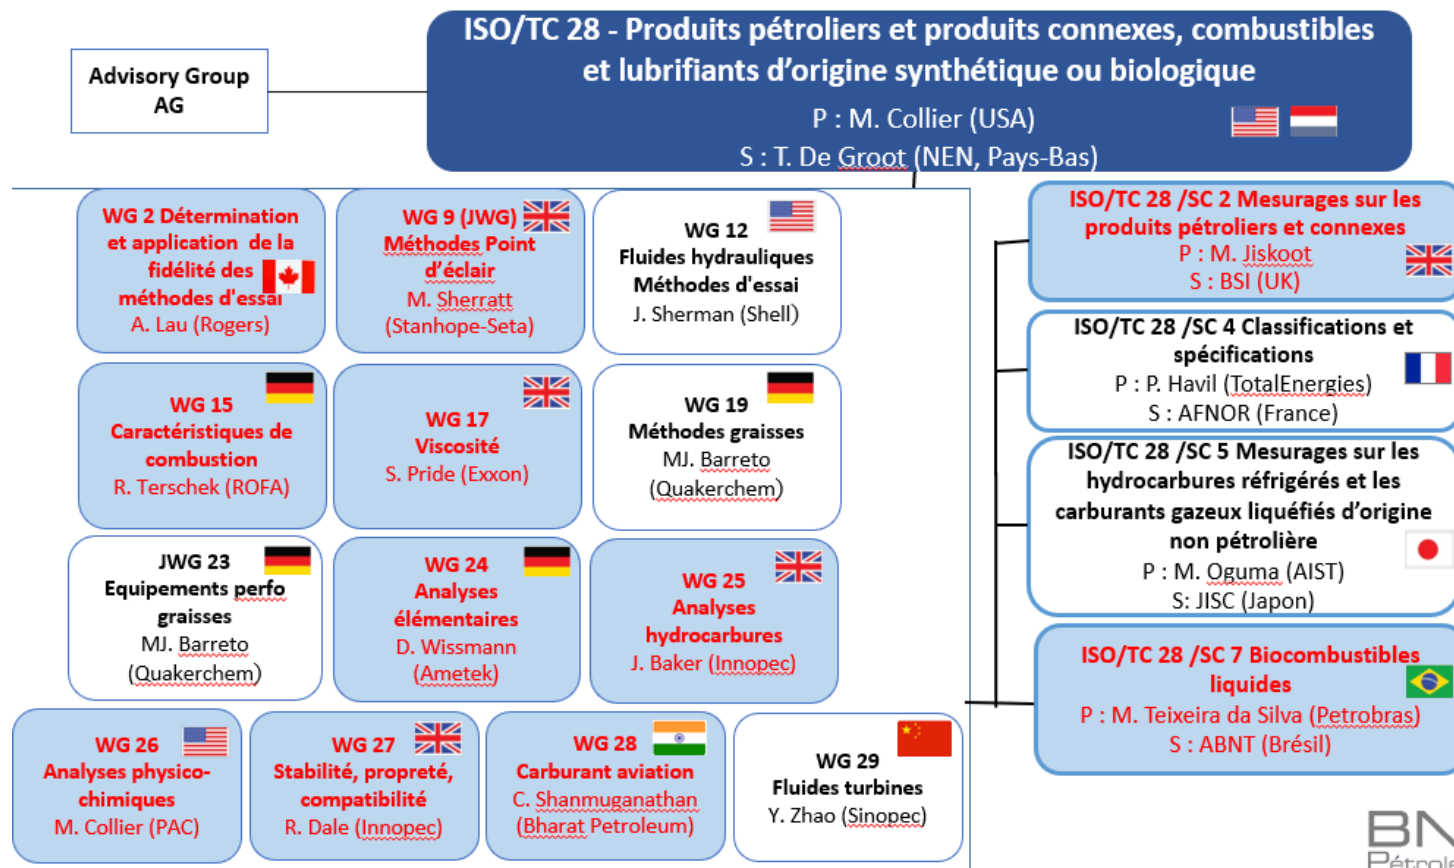 ISO/TC 28 - Produits pétroliers et produits connexes, combustibles
et lubrifiants d’origine synthétique ou biologique
P : M. Collier (USA)
S : T. De Groot (NEN, Pays-Bas)
Advisory Group
AG
WG 2 Détermination
et application de la
fidélité des
méthodes d'essai
A. Lau (Rogers)
WG 9 (JWG)
Méthodes Point
d’éclair
M. Sherratt
(Stanhope-Seta)
WG 12
Fluides hydrauliques
Méthodes d'essai
J. Sherman (Shell)
WG 15
Caractéristiques de
combustion
R. Terschek (ROFA)
WG 17
Viscosité
S. Pride (Exxon)
WG 19
Méthodes graisses
MJ. Barreto
(Quakerchem)
JWG 23
Equipements perfo
graisses
MJ. Barreto
(Quakerchem)
WG 24
Analyses
élémentaires
D. Wissmann
(Ametek)
WG 25
Analyses
hydrocarbures
J. Baker (Innopec)
WG 26
Analyses physico-
chimiques
M. Collier (PAC)
WG 27
Stabilité, propreté,
compatibilité
R. Dale (Innopec)
WG 28
Carburant aviation
C. Shanmuganathan
(Bharat Petroleum)
WG 29
Fluides turbines
Y. Zhao (Sinopec)
ISO/TC 28 /SC 2 Mesurages sur les
produits pétroliers et connexes
P : M. Jiskoot
S : BSI (UK)
ISO/TC 28 /SC 4 Classifications et
spécifications
P : P. Havil (TotalEnergies)
S : AFNOR (France)
ISO/TC 28 /SC 5 Mesurages sur les
hydrocarbures réfrigérés et les
carburants gazeux liquéfiés d’origine
non pétrolière
P : M. Oguma (AIST)
S: JISC (Japon)
ISO/TC 28 /SC 7 Biocombustibles
liquides
P : M. Teixeira da Silva (Petrobras)
S : ABNT (Brésil)